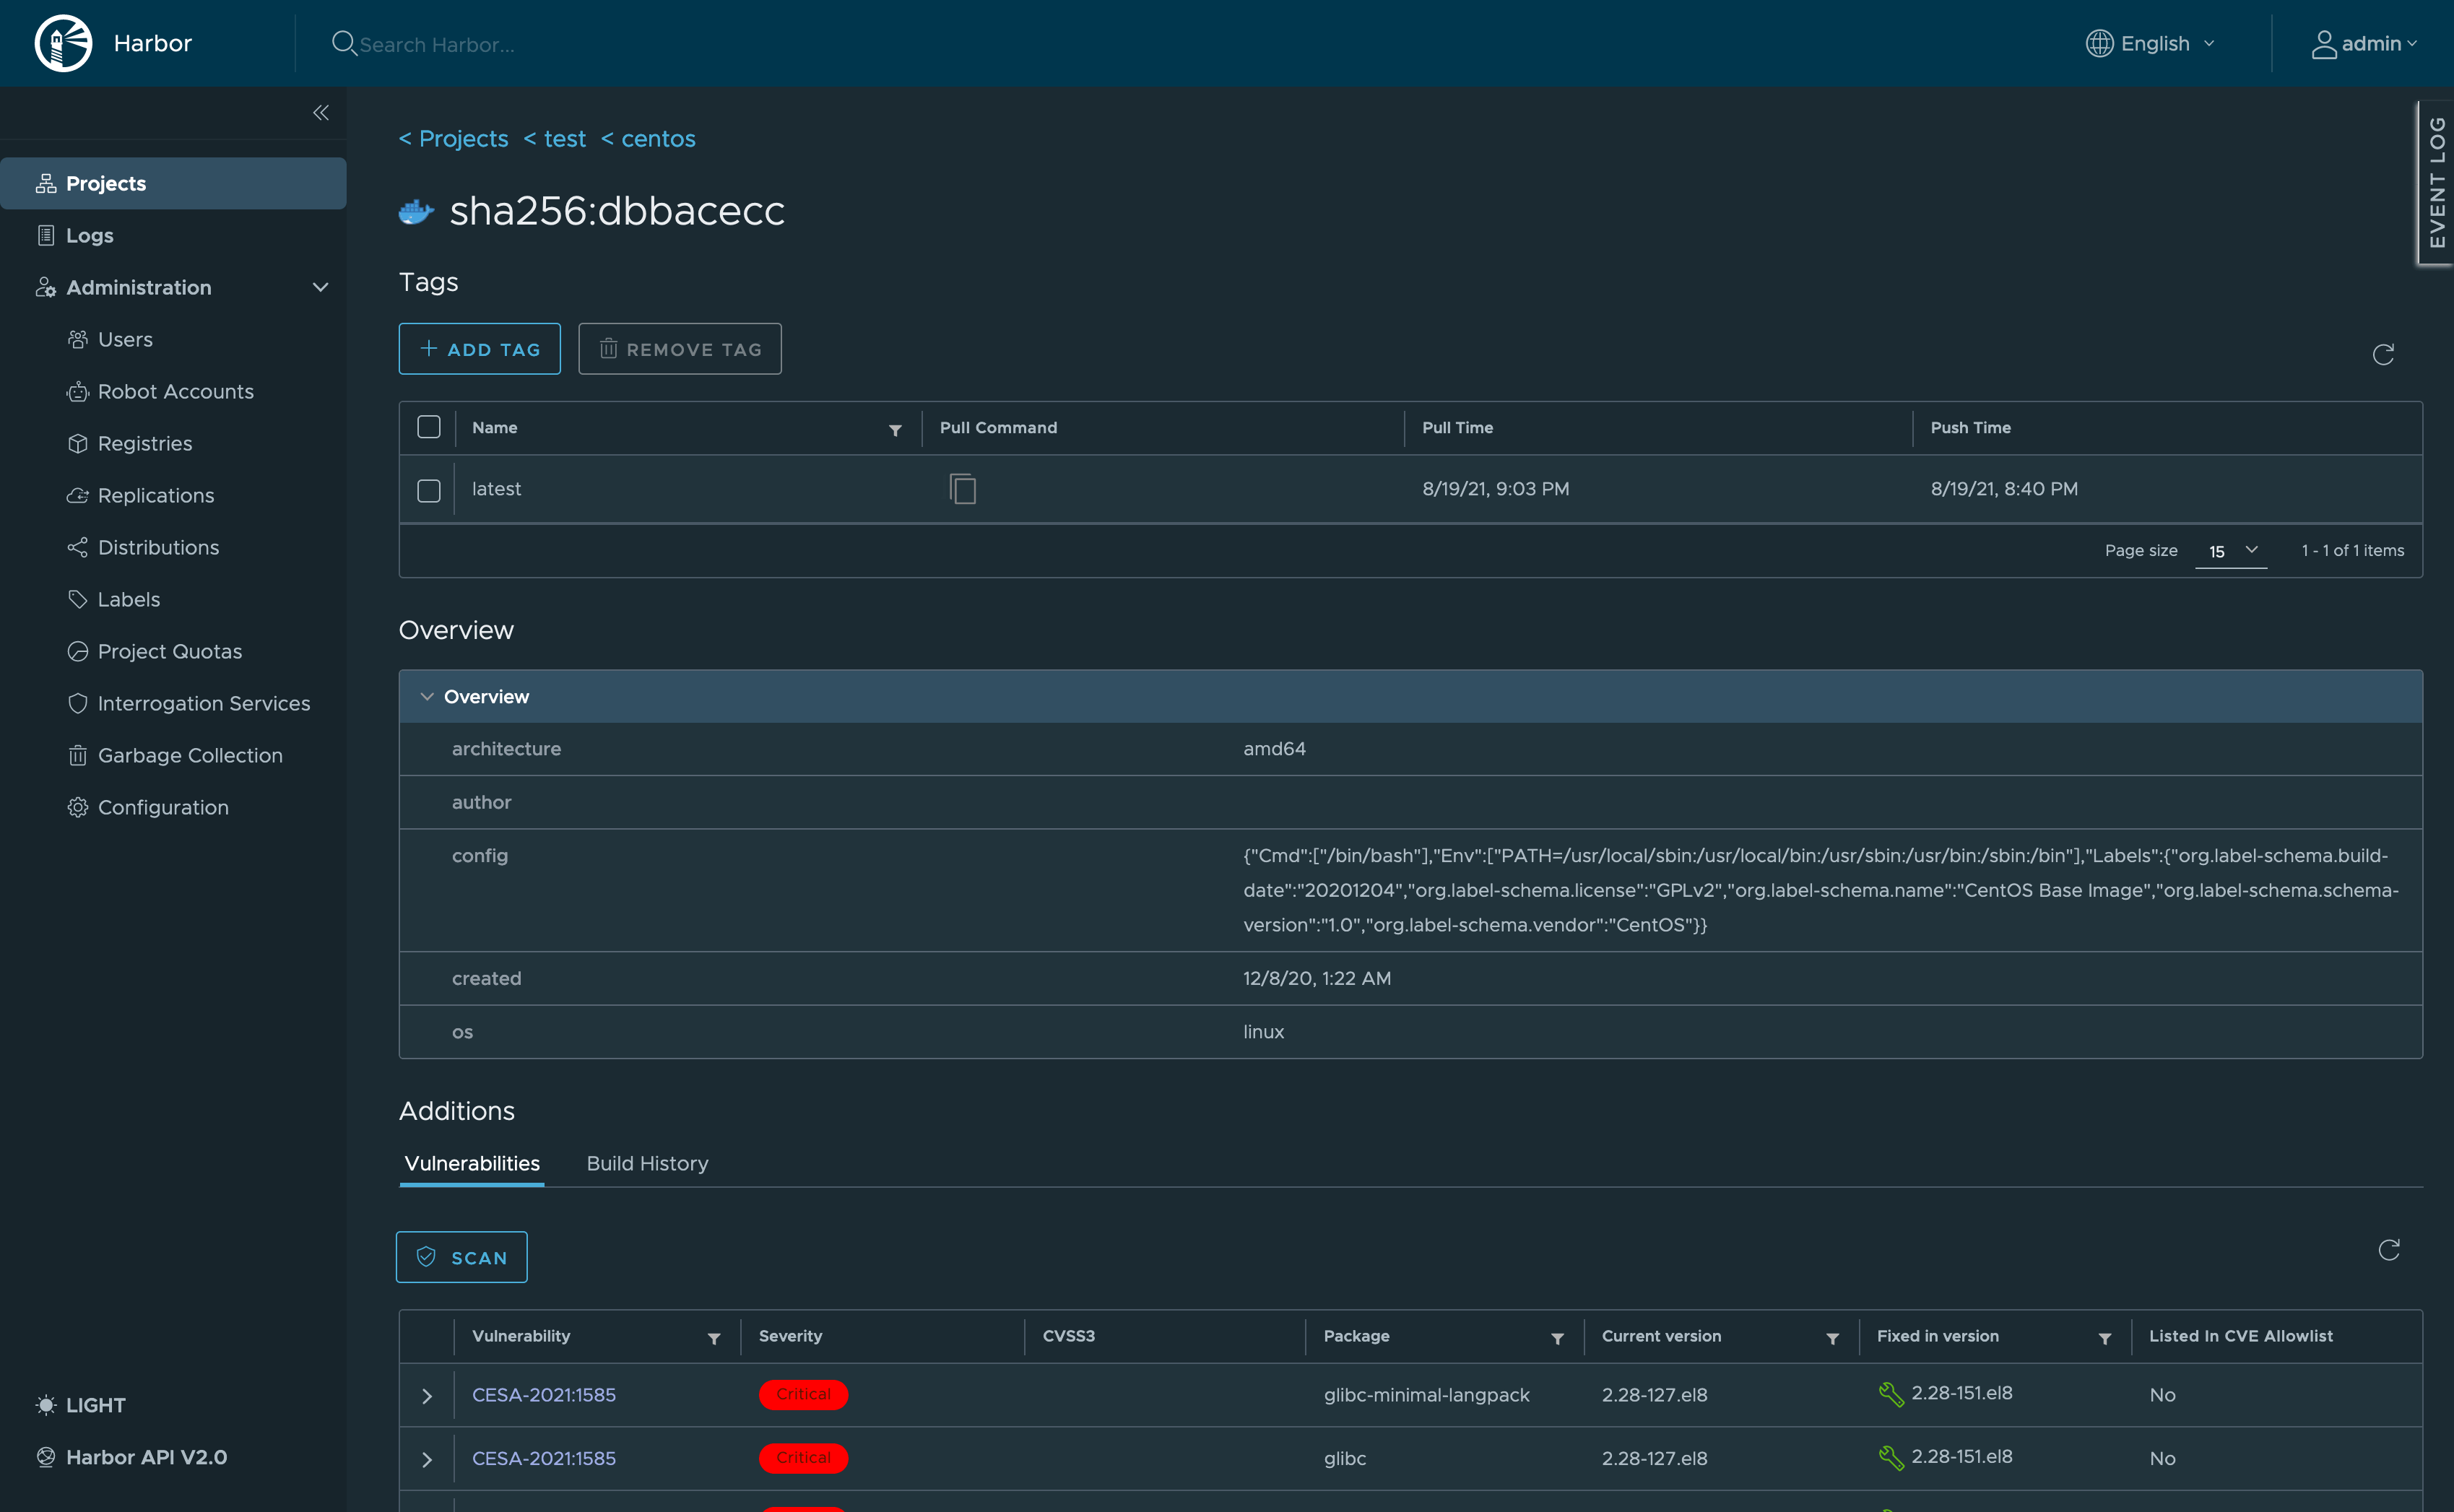 Harbor
Search Harbor...
English
admin
EVENT LOG
Projects
Logs
Administration
Users
Robot Accounts
Registries
Replications
Distributions
Labels
Project Quotas
Interrogation Services
Garbage Collection
Configuration
LIGHT
Harbor API V2.0
< Projects < test < centos
sha256:dbbacecc
Tags
ADD TAG REMOVE TAG
Name Pull Command Pull Time Push Time
latest 8/19/21, 9:03 PM 8/19/21, 8:40 PM
Page size 15 1 - 1 of 1 items
Overview
Overview
architecture amd64
author
config {"Cmd":["/bin/bash"],"Env":["PATH=/usr/local/sbin:/usr/local/bin:/usr/sbin:/usr/bin:/sbin:/bin"],"Labels":{"org.label-schema.build-
date":"20201204","org.label-schema.license":"GPLv2","org.label-schema.name":"CentOS Base Image","org.label-schema.schema-
version":"1.0","org.label-schema.vendor":"CentOS"}}
created 12/8/20, 1:22 AM
os linux
Additions
Vulnerabilities Build History
SCAN
Vulnerability Severity CVSS3 Package Current version Fixed in version Listed In CVE Allowlist
CESA-2021:1585 Critical glibc-minimal-langpack 2.28-127.el8 2.28-151.el8 No
CESA-2021:1585 Critical glibc 2.28-127.el8 2.28-151.el8 No